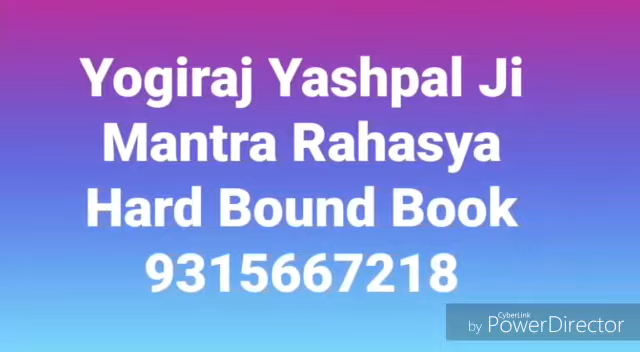 Yogiraj Yashpal Ji
Mantra Rahasya
Hard Bound Book
9315667218
CyberLink
by PowerDirector